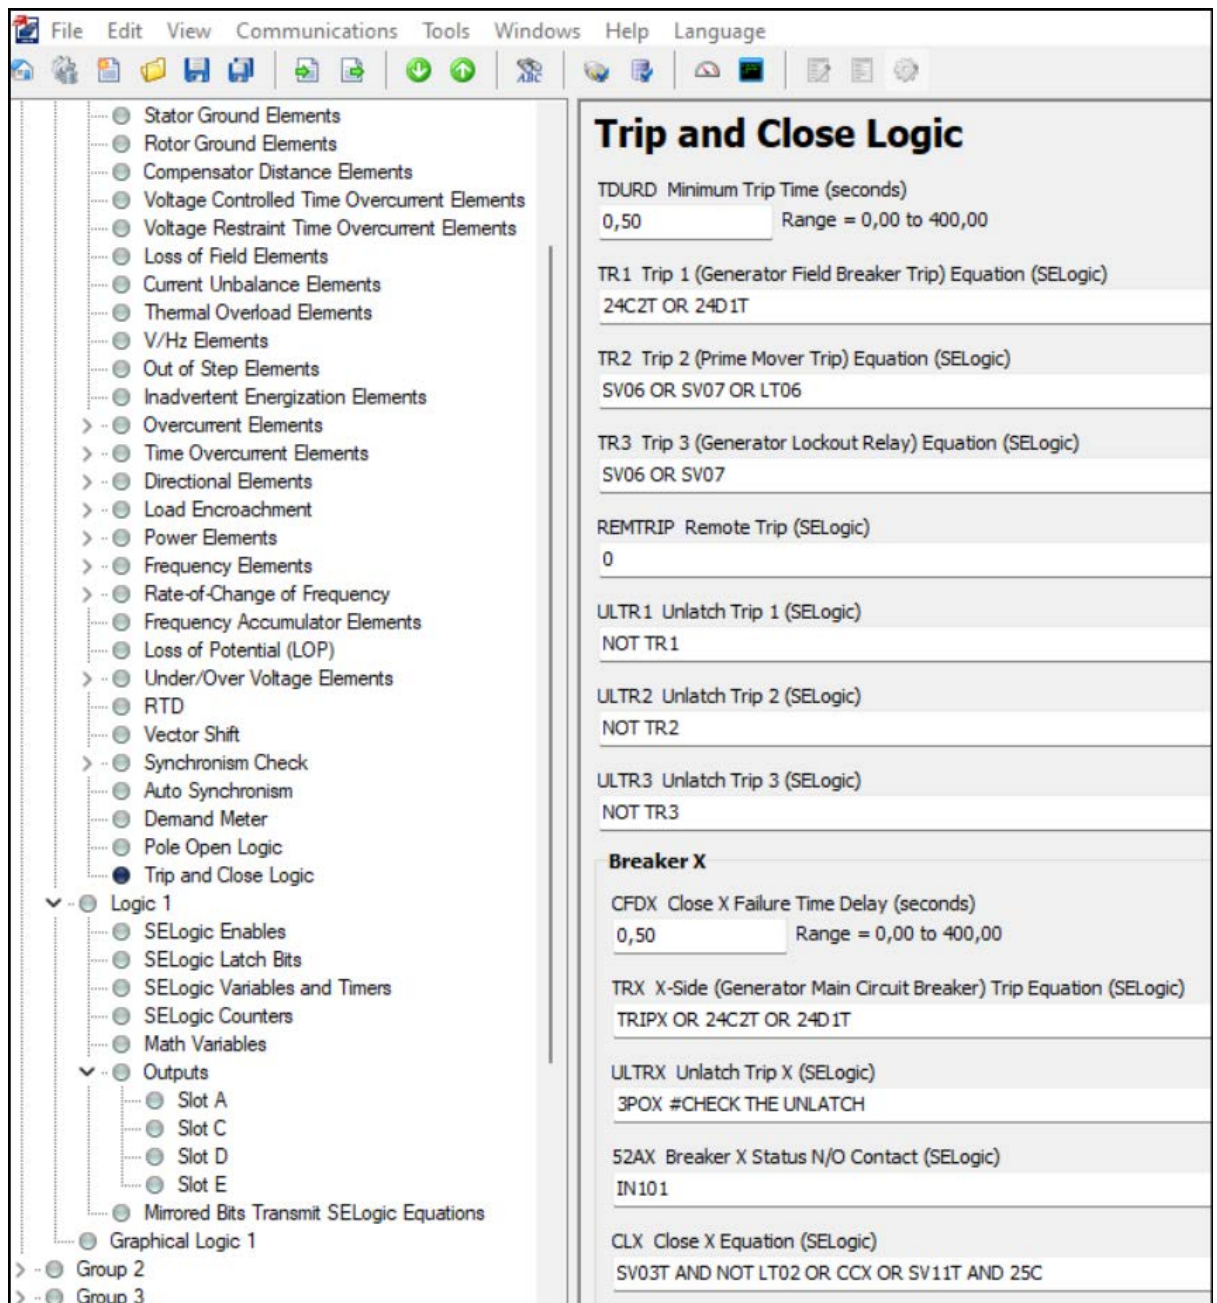 File Edit View Communications Tools Windows Help Language
ABC
Stator Ground Elements
Rotor Ground Elements
Compensator Distance Elements
Voltage Controlled Time Overcurrent Elements
Voltage Restraint Time Overcurrent Elements
Loss of Field Elements
Current Unbalance Elements
Thermal Overload Elements
V/Hz Elements
Out of Step Elements
Inadvertent Energization Elements
Overcurrent Elements
Time Overcurrent Elements
Directional Elements
Load Encroachment
Power Elements
Frequency Elements
Rate-of-Change of Frequency
Frequency Accumulator Elements
Loss of Potential (LOP)
Under/Over Voltage Elements
RTD
Vector Shift
Synchronism Check
Auto Synchronism
Demand Meter
Pole Open Logic
Trip and Close Logic
Logic 1
SELogic Enables
SELogic Latch Bits
SELogic Variables and Timers
SELogic Counters
Math Variables
Outputs
Slot A
Slot C
Slot D
Slot E
Mirrored Bits Transmit SELogic Equations
Graphical Logic 1
Group 2
Group 3
Trip and Close Logic
TDURD Minimum Trip Time (seconds)
0,50 Range = 0,00 to 400,00
TR1 Trip 1 (Generator Field Breaker Trip) Equation (SELogic)
24C2T OR 24D1T
TR2 Trip 2 (Prime Mover Trip) Equation (SELogic)
SV06 OR SV07 OR LT06
TR3 Trip 3 (Generator Lockout Relay) Equation (SELogic)
SV06 OR SV07
REMTRIP Remote Trip (SELogic)
0
ULTR1 Unlatch Trip 1 (SELogic)
NOT TR1
ULTR2 Unlatch Trip 2 (SELogic)
NOT TR2
ULTR3 Unlatch Trip 3 (SELogic)
NOT TR3
Breaker X
CFDX Close X Failure Time Delay (seconds)
0,50 Range = 0,00 to 400,00
TRX X-Side (Generator Main Circuit Breaker) Trip Equation (SELogic)
TRIPX OR 24C2T OR 24D1T
ULTRX Unlatch Trip X (SELogic)
3POX #CHECK THE UNLATCH
52AX Breaker X Status N/O Contact (SELogic)
IN101
CLX Close X Equation (SELogic)
SV03T AND NOT LT02 OR CCX OR SV11T AND 25C